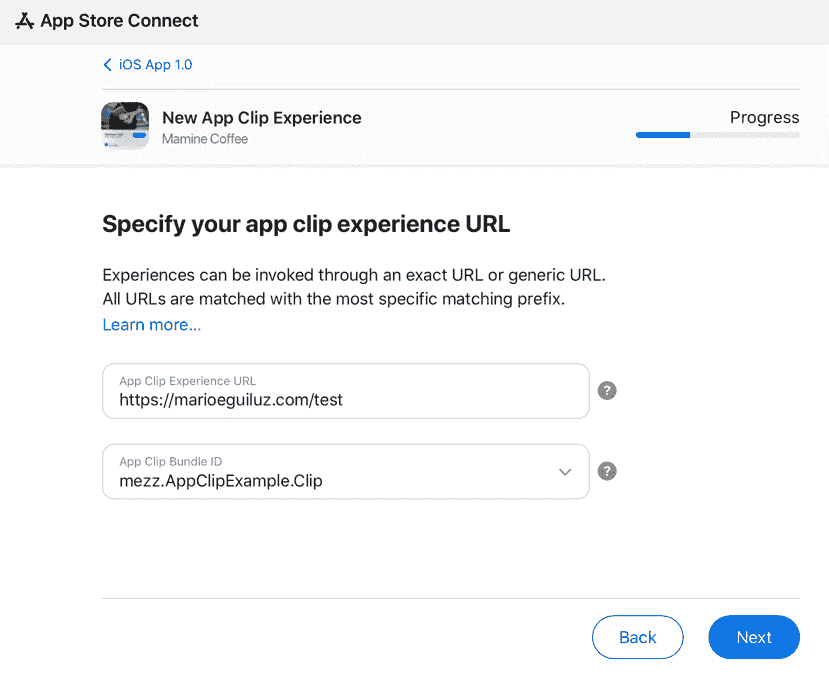 App Store Connect
iOS App 1.0
New App Clip Experience
Progress
Mamine Coffee
Specify your app clip experience URL
Experiences can be invoked through an exact URL or generic URL.
All URLs are matched with the most specific matching prefix.
Learn more...
App Clip Experience URL
https://marioeguiluz.com/test
?
App Clip Bundle ID
mezz.AppClipExample.Clip
?
Back
Next